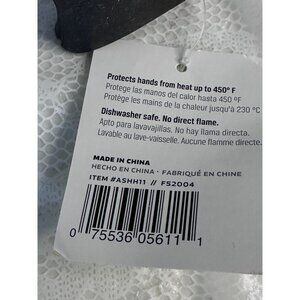 Protects hands from heat up to 450° F
Protege las manos del calor hasta 450 °F
Protège les mains de la chaleur jusqu'à 230 °C
Dishwasher safe. No direct flame.
Apto para lavavajillas. No hay llama directa.
Lavable au lave-vaisselle. Aucune flamme directe.
MADE IN CHINA
HECHO EN CHINA · FABRIQUÉ EN CHINE
ITEM #ASHH11 // FS2004
0 75536 05611 1